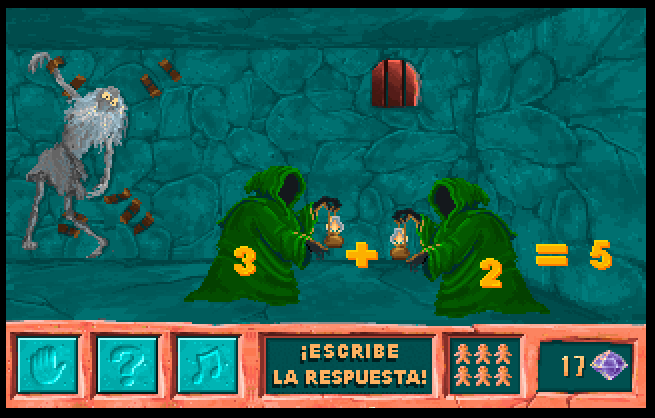 3 + 2 = 5
?
¡ESCRIBE
LA RESPUESTA!
17